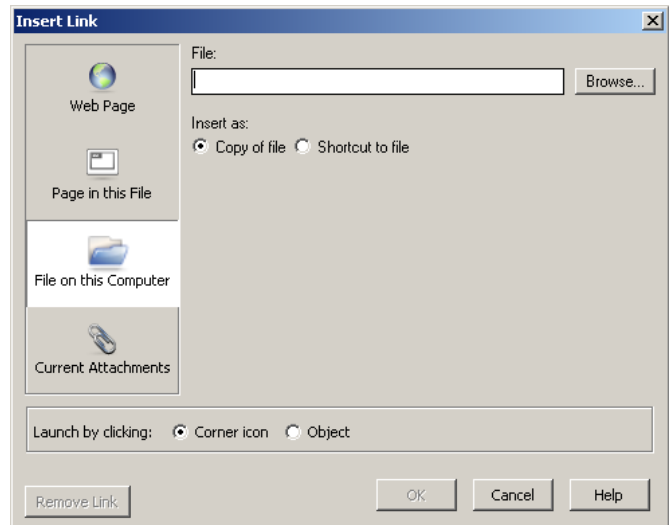 Insert Link
Web Page
Page in this File
File on this Computer
Current Attachments
File:
Browse...
Insert as:
Copy of file Shortcut to file
Launch by clicking: Corner icon Object
Remove Link OK Cancel Help